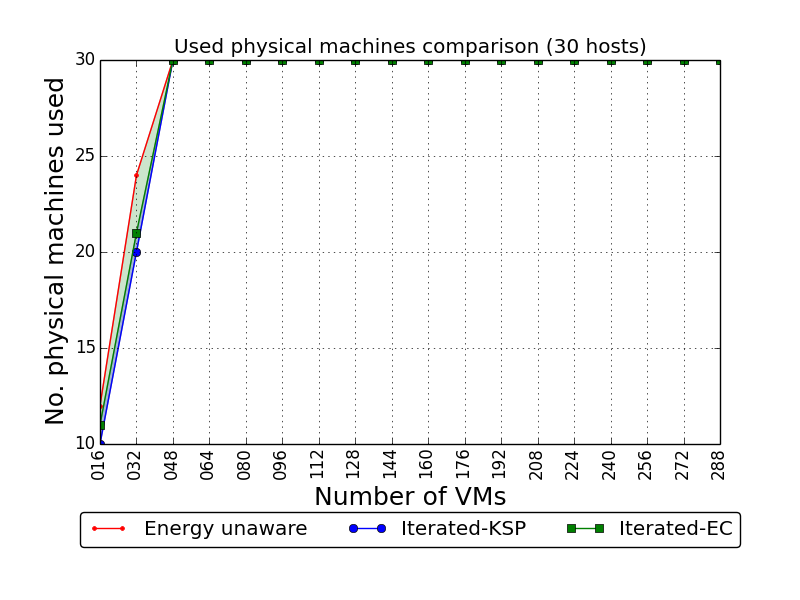 Used physical machines comparison (30 hosts)
No. physical machines used
30
25
20
15
10
016 032 048 064 080 096 112 128 144 160 176 192 208 224 240 256 272 288
Number of VMs
Energy unaware Iterated-KSP Iterated-EC